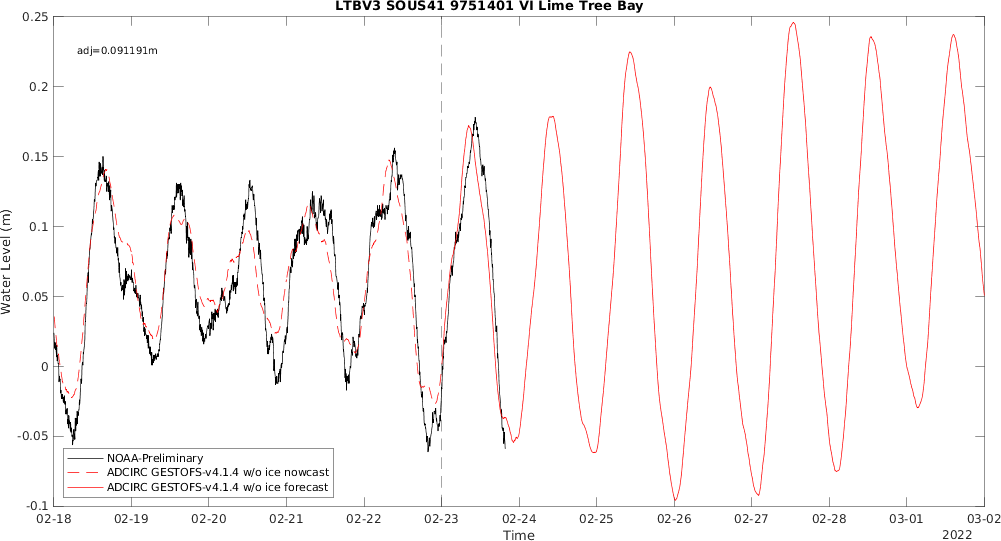 LTBV3 SOUS41 9751401 VI Lime Tree Bay
adj=0.091191m
0.25
0.2
0.15
0.1
0.05
0
-0.05
-0.1
Water Level (m)
NOAA-Preliminary
ADCIRC GESTOFS-v4.1.4 w/o ice nowcast
ADCIRC GESTOFS-v4.1.4 w/o ice forecast
02-18 02-19 02-20 02-21 02-22 02-23 02-24 02-25 02-26 02-27 02-28 03-01 03-02
Time
2022